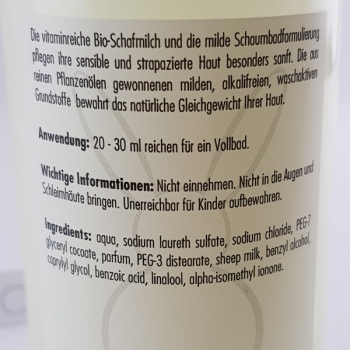 Die vitaminreiche Bio-Schafmilch und die milde Schaumbadformulierung
pflegen ihre sensible und strapazierte Haut besonders sanft. Die aus
reinen Pflanzenölen gewonnenen milden, alkalifreien, waschaktiven
Grundstoffe bewahrt das natürliche Gleichgewicht Ihrer Haut.
Anwendung: 20 - 30 ml reichen für ein Vollbad.
Wichtige Informationen: Nicht einnehmen. Nicht in die Augen und
Schleimhäute bringen. Unerreichbar für Kinder aufbewahren.
Ingredients: aqua, sodium laureth sulfate, sodium chloride, PEG-7
glyceryl cocoate, parfum, PEG-3 distearate, sheep milk, benzyl alcohol,
caprylyl glycol, benzoic acid, linalool, alpha-isomethyl ionone.